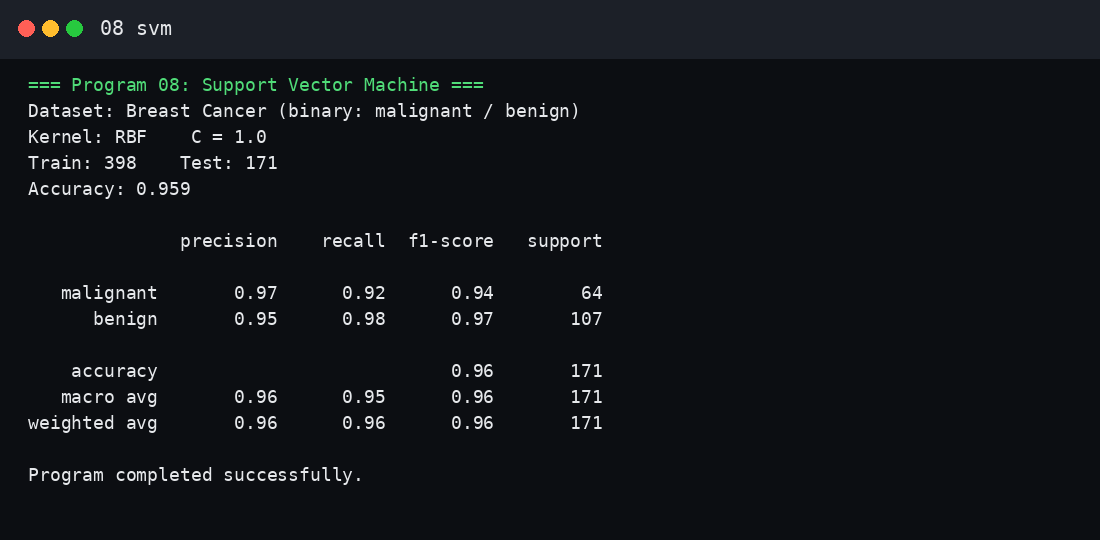 08 svm
=== Program 08: Support Vector Machine ===
Dataset: Breast Cancer (binary: malignant / benign)
Kernel: RBF    C = 1.0
Train: 398    Test: 171
Accuracy: 0.959
              precision    recall  f1-score   support
   malignant       0.97      0.92      0.94        64
      benign       0.95      0.98      0.97       107
    accuracy                           0.96       171
   macro avg       0.96      0.95      0.96       171
weighted avg       0.96      0.96      0.96       171
Program completed successfully.